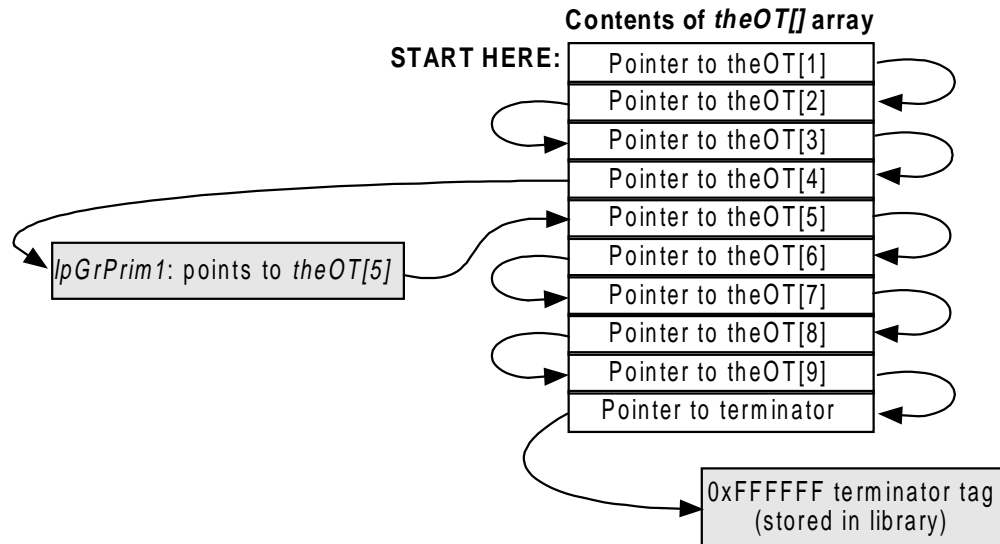 Contents of theOT[] array
START HERE:
Pointer to theOT[1]
Pointer to theOT[2]
Pointer to theOT[3]
Pointer to theOT[4]
Pointer to theOT[5]
lpGrPrim1: points to theOT[5]
Pointer to theOT[6]
Pointer to theOT[7]
Pointer to theOT[8]
Pointer to theOT[9]
Pointer to terminator
0xFFFFFF terminator tag
(stored in library)